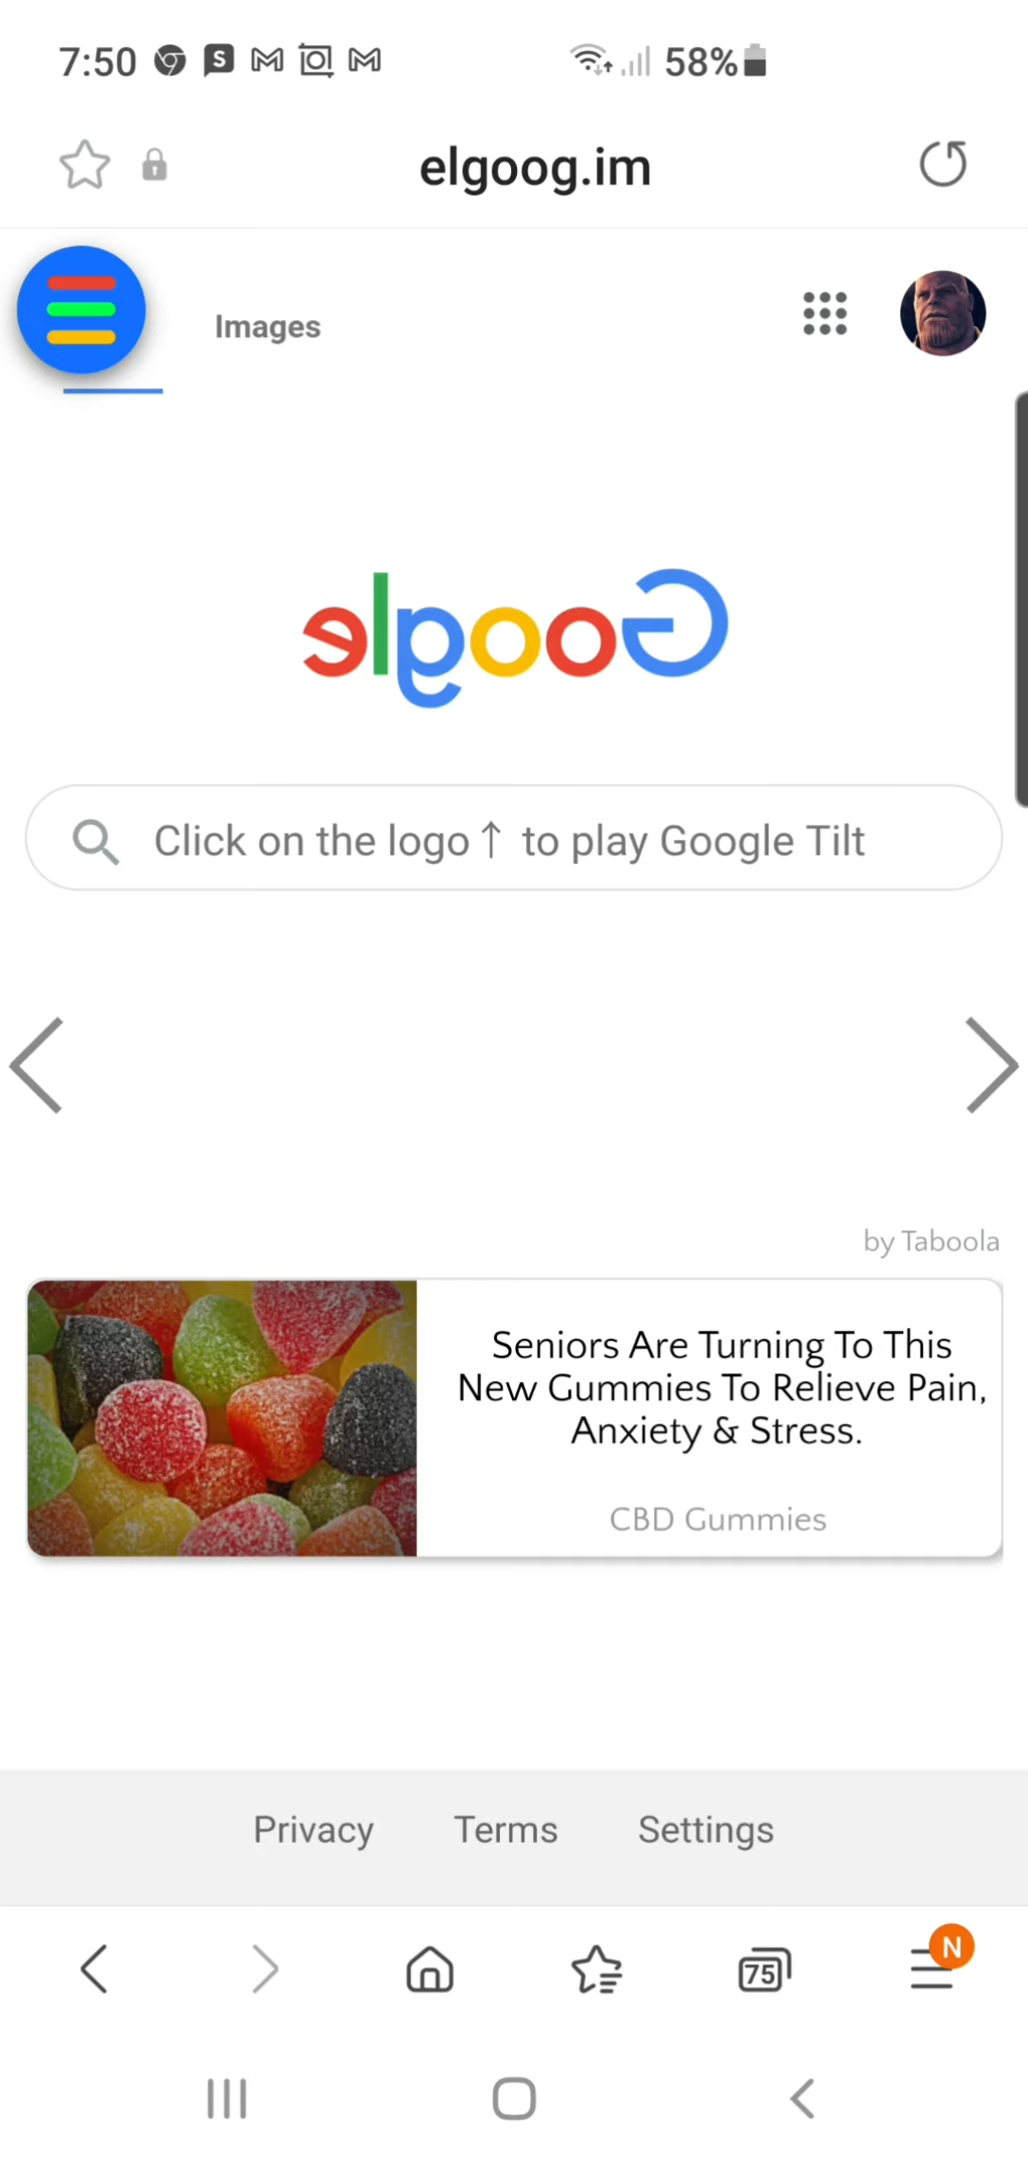 7:50 S 58%
elgoog.im
Images
Google
Click on the logo ↑ to play Google Tilt
by Taboola
Seniors Are Turning To This
New Gummies To Relieve Pain,
Anxiety & Stress.
CBD Gummies
Privacy Terms Settings
75 N